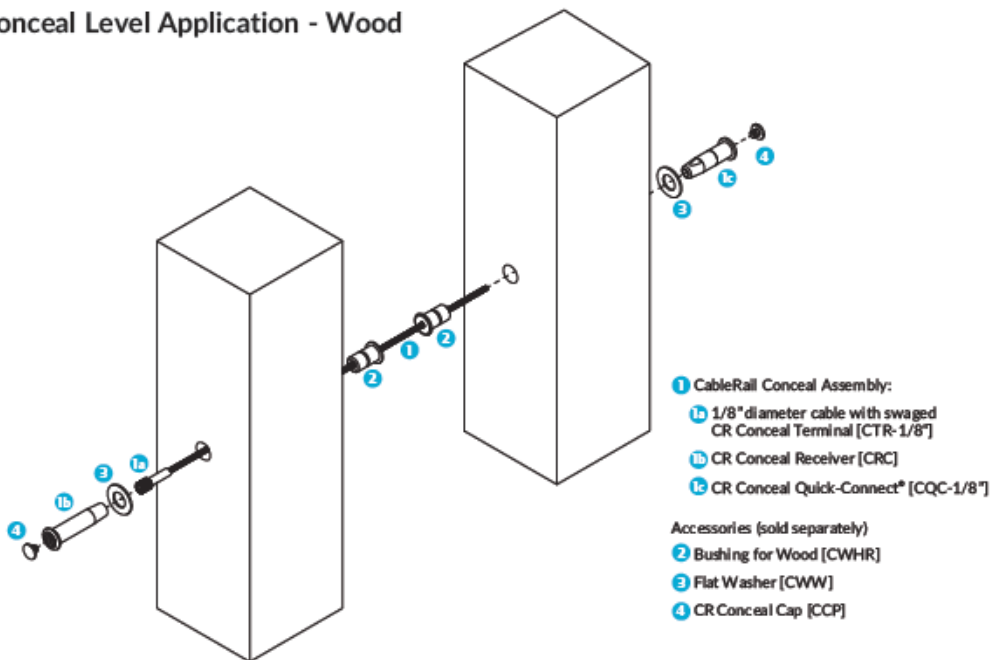 onceal Level Application - Wood
4
1c
3
2
1
2
1a
3
1b
4
1 CableRail Conceal Assembly:
1a 1/8" diameter cable with swaged
CR Conceal Terminal [CTR-1/8"]
1b CR Conceal Receiver [CRC]
1c CR Conceal Quick-Connect® [CQC-1/8"]
Accessories (sold separately)
2 Bushing for Wood [CWHR]
3 Flat Washer [CWW]
4 CR Conceal Cap [CCP]